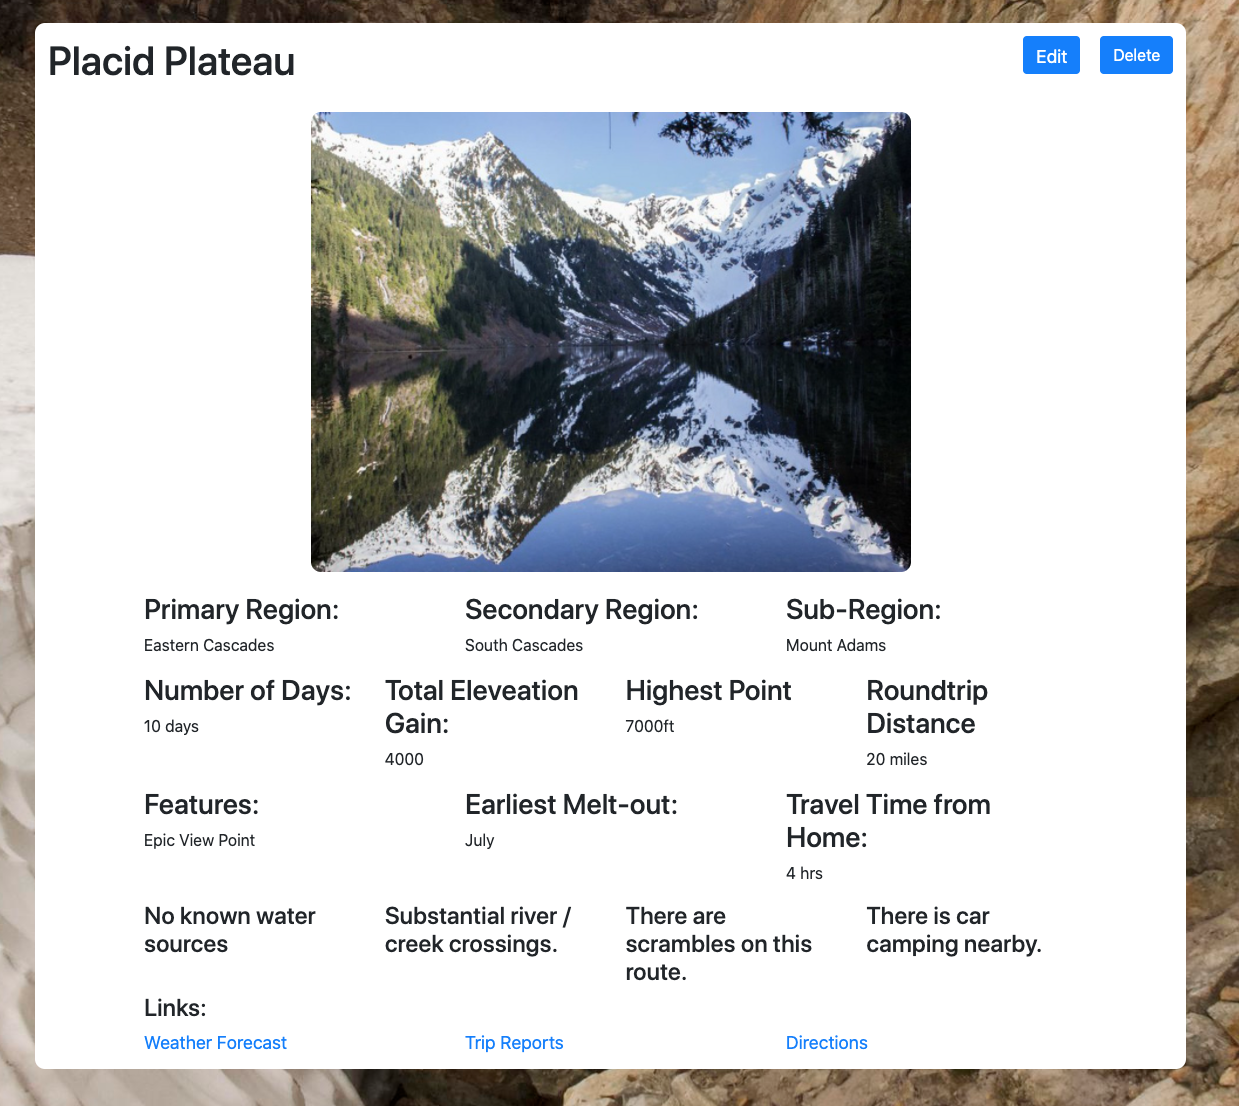 Placid Plateau
Edit
Delete
Primary Region:
Secondary Region:
Sub-Region:
Eastern Cascades
South Cascades
Mount Adams
Number of Days:
10 days
Total Eleveation
Gain:
4000
Highest Point
7000ft
Roundtrip
Distance
20 miles
Features:
Epic View Point
Earliest Melt-out:
July
Travel Time from
Home:
4 hrs
No known water
sources
Substantial river /
creek crossings.
There are
scrambles on this
route.
There is car
camping nearby.
Links:
Weather Forecast
Trip Reports
Directions